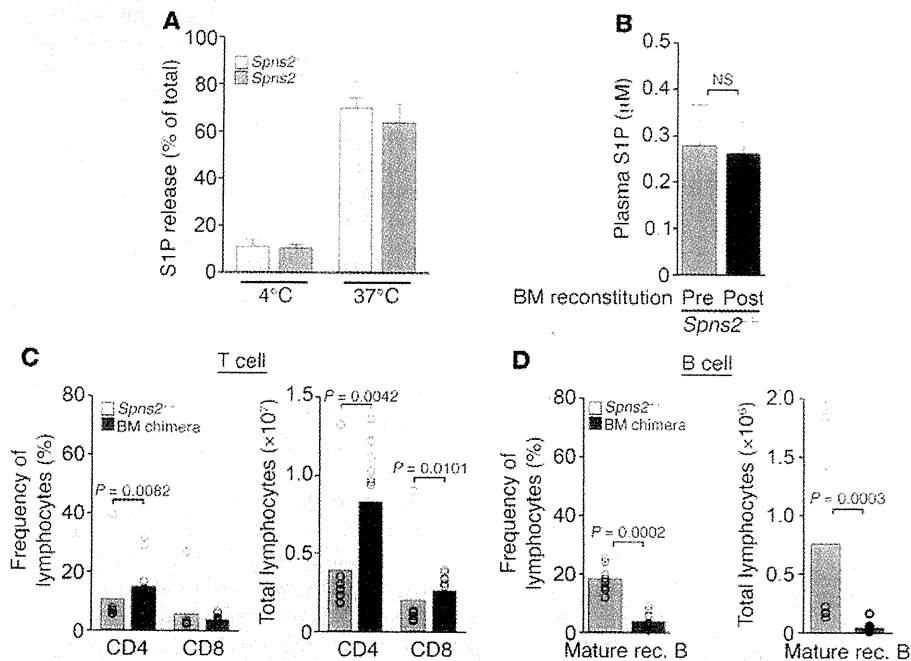 A
S1P release (% of total)
100
80
60
40
20
0
Spns2
Spns2
4°C
37°C
B
Plasma S1P (µM)
0.5
0.4
0.3
0.2
0.1
0
NS
BM reconstitution Pre Post
Spns2
C
T cell
Frequency of
lymphocytes (%)
80
60
40
20
0
Spns2
BM chimera
P = 0.0082
CD4 CD8
Total lymphocytes (×10⁷)
1.5
1.0
0.5
0
P = 0.0042
P = 0.0101
CD4 CD8
D
B cell
Frequency of
lymphocytes (%)
80
60
40
20
0
Spns2
BM chimera
P = 0.0002
Mature rec. B
Total lymphocytes (×10⁶)
2.0
1.5
1.0
0.5
0
P = 0.0003
Mature rec. B